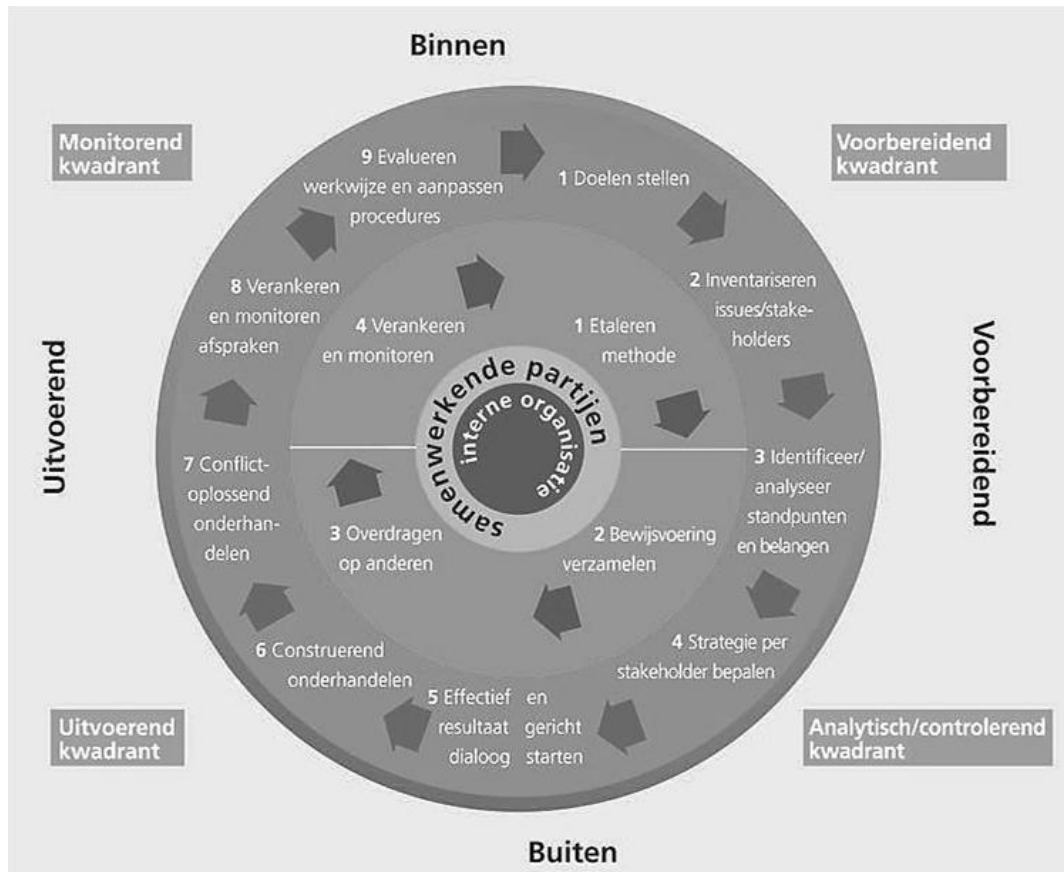 Binnen
Monitorend
kwadrant
Voorbereidend
kwadrant
9 Evalueren
werkwijze en aanpassen
procedures
1 Doelen stellen
2 Inventariseren
issues/stake-
holders
3 Identificeer/
analyseer
standpunten
en belangen
4 Strategie per
stakeholder bepalen
5 Effectief en
resultaat gericht
dialoog starten
6 Construerend
onderhandelen
7 Conflict-
oplossend
onderhan-
delen
8 Verankeren
en monitoren
afspraken
1 Etaleren
methode
2 Bewijsvoering
verzamelen
3 Overdragen
op anderen
4 Verankeren
en monitoren
samenwerkende partijen
interne organisatie
Uitvoerend
Voorbereidend
Uitvoerend
kwadrant
Analytisch/controlerend
kwadrant
Buiten